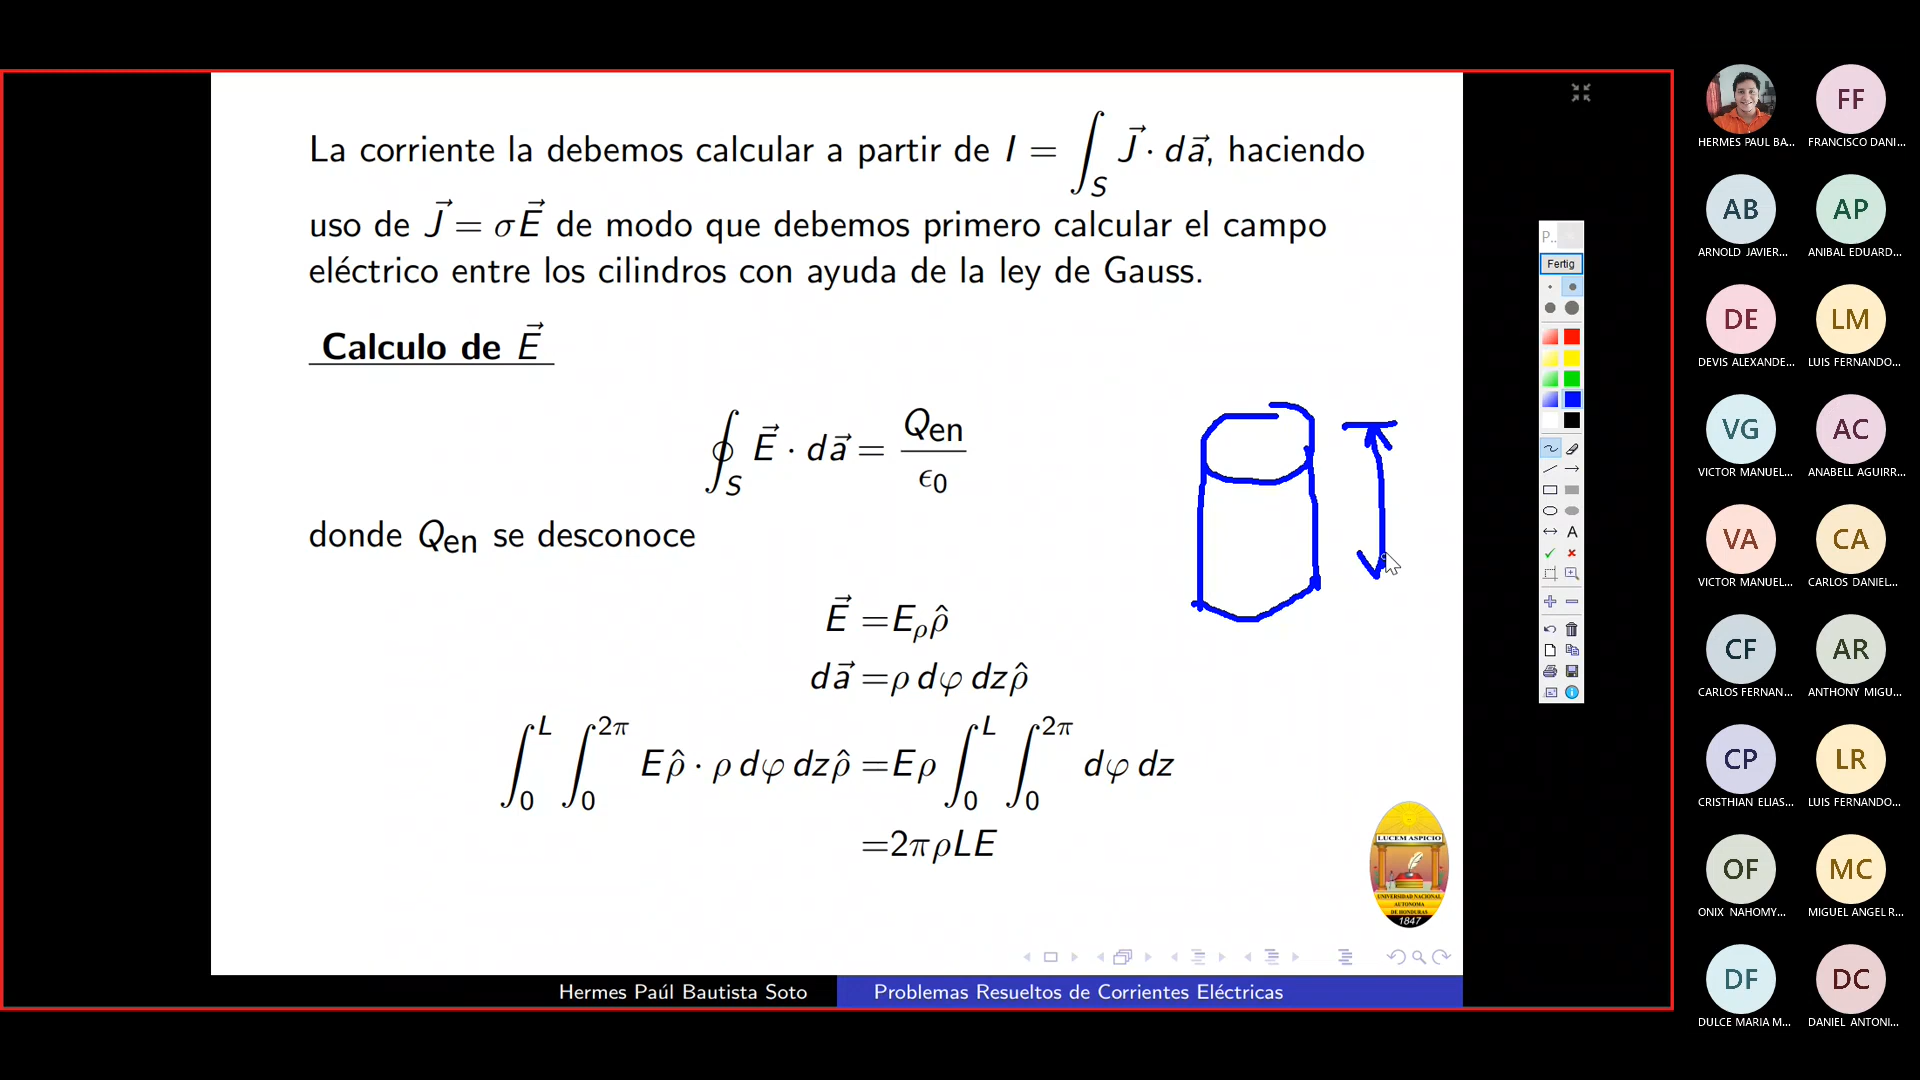 La corriente la debemos calcular a partir de I = ∫_S J⃗ · da⃗, haciendo
uso de J⃗ = σE⃗ de modo que debemos primero calcular el campo
eléctrico entre los cilindros con ayuda de la ley de Gauss.
Calculo de E⃗
∮_S E⃗ · da⃗ = Q_en / ϵ_0
donde Q_en se desconoce
E⃗ = E_ρ ρ̂
da⃗ = ρ dφ dz ρ̂
∫_0^L ∫_0^2π E ρ̂ · ρ dφ dz ρ̂ = Eρ ∫_0^L ∫_0^2π dφ dz
= 2πρLE
LUCEM ASPICIO
UNIVERSIDAD NACIONAL
AUTONOMA
DE HONDURAS
1847
Hermes Paúl Bautista Soto
Problemas Resueltos de Corrientes Eléctricas
P...
Fertig
A
HERMES PAUL BA...
FF
FRANCISCO DANI...
AB
ARNOLD JAVIER...
AP
ANIBAL EDUARD...
DE
DEVIS ALEXANDE...
LM
LUIS FERNANDO...
VG
VICTOR MANUEL...
AC
ANABELL AGUIRR...
VA
VICTOR MANUEL...
CA
CARLOS DANIEL...
CF
CARLOS FERNAN...
AR
ANTHONY MIGU...
CP
CRISTHIAN ELIAS...
LR
LUIS FERNANDO...
OF
ONIX NAHOMY...
MC
MIGUEL ANGEL R...
DF
DULCE MARIA M...
DC
DANIEL ANTONI...